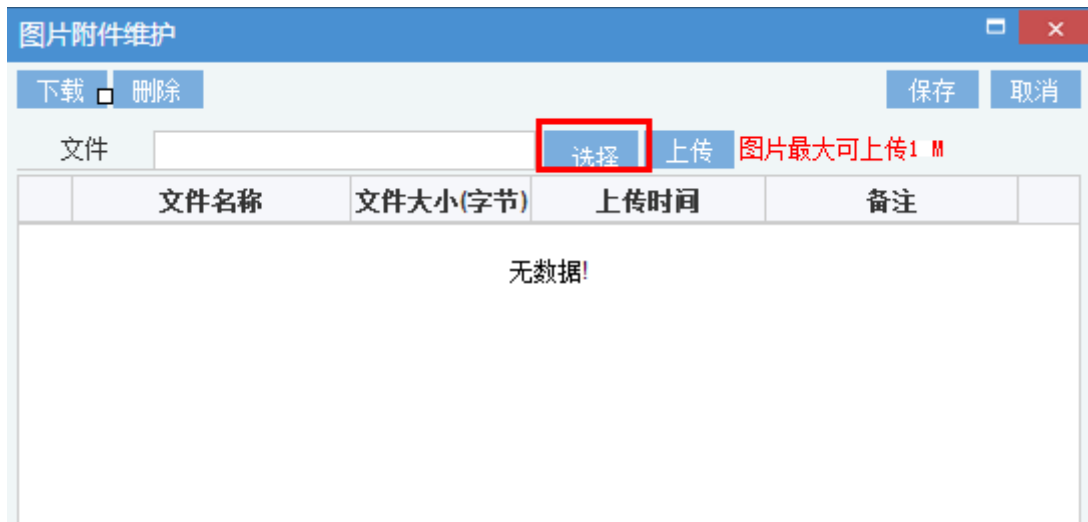 图片附件维护
下载 删除 保存 取消
文件 选择 上传 图片最大可上传1 M
文件名称 文件大小(字节) 上传时间 备注
无数据!